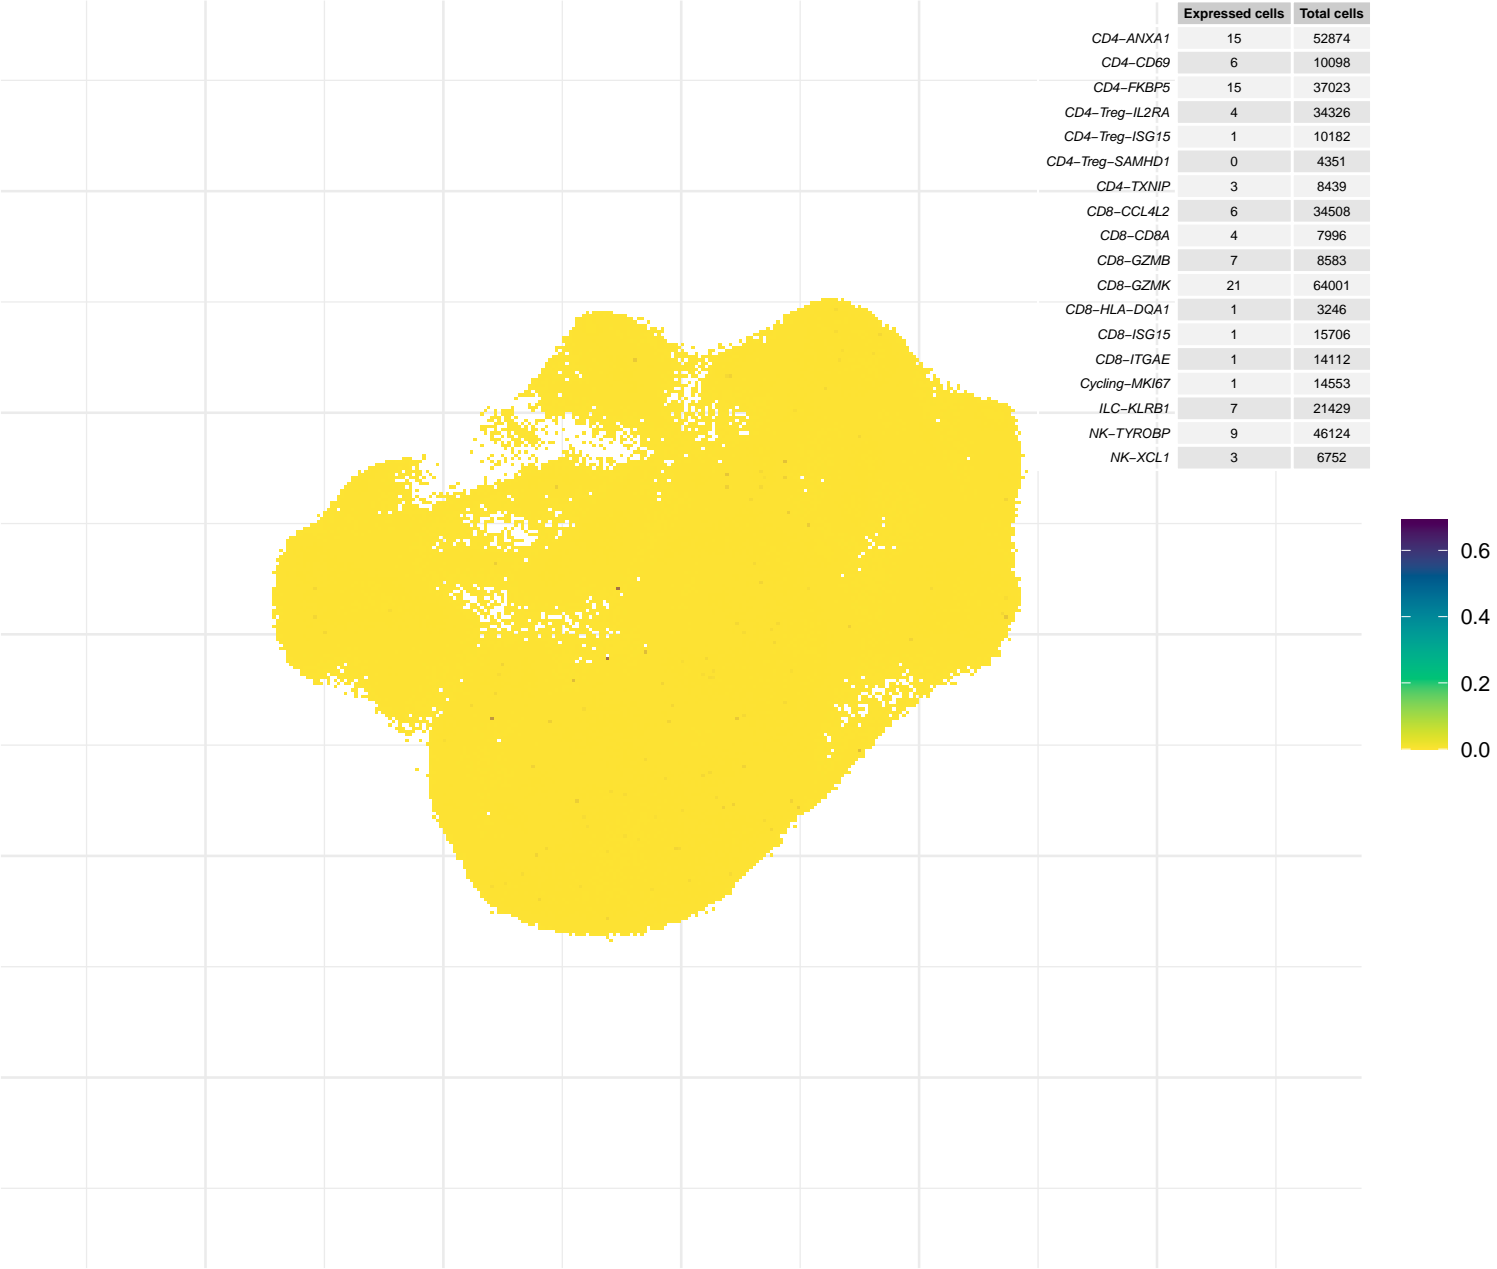 Expressed cells Total cells
CD4−ANXA1 15 52874
CD4−CD69 6 10098
CD4−FKBP5 15 37023
CD4−Treg−IL2RA 4 34326
CD4−Treg−ISG15 1 10182
CD4−Treg−SAMHD1 0 4351
CD4−TXNIP 3 8439
CD8−CCL4L2 6 34508
CD8−CD8A 4 7996
CD8−GZMB 7 8583
CD8−GZMK 21 64001
CD8−HLA−DQA1 1 3246
CD8−ISG15 1 15706
CD8−ITGAE 1 14112
Cycling−MKI67 1 14553
ILC−KLRB1 7 21429
NK−TYROBP 9 46124
NK−XCL1 3 6752
0.6
0.4
0.2
0.0